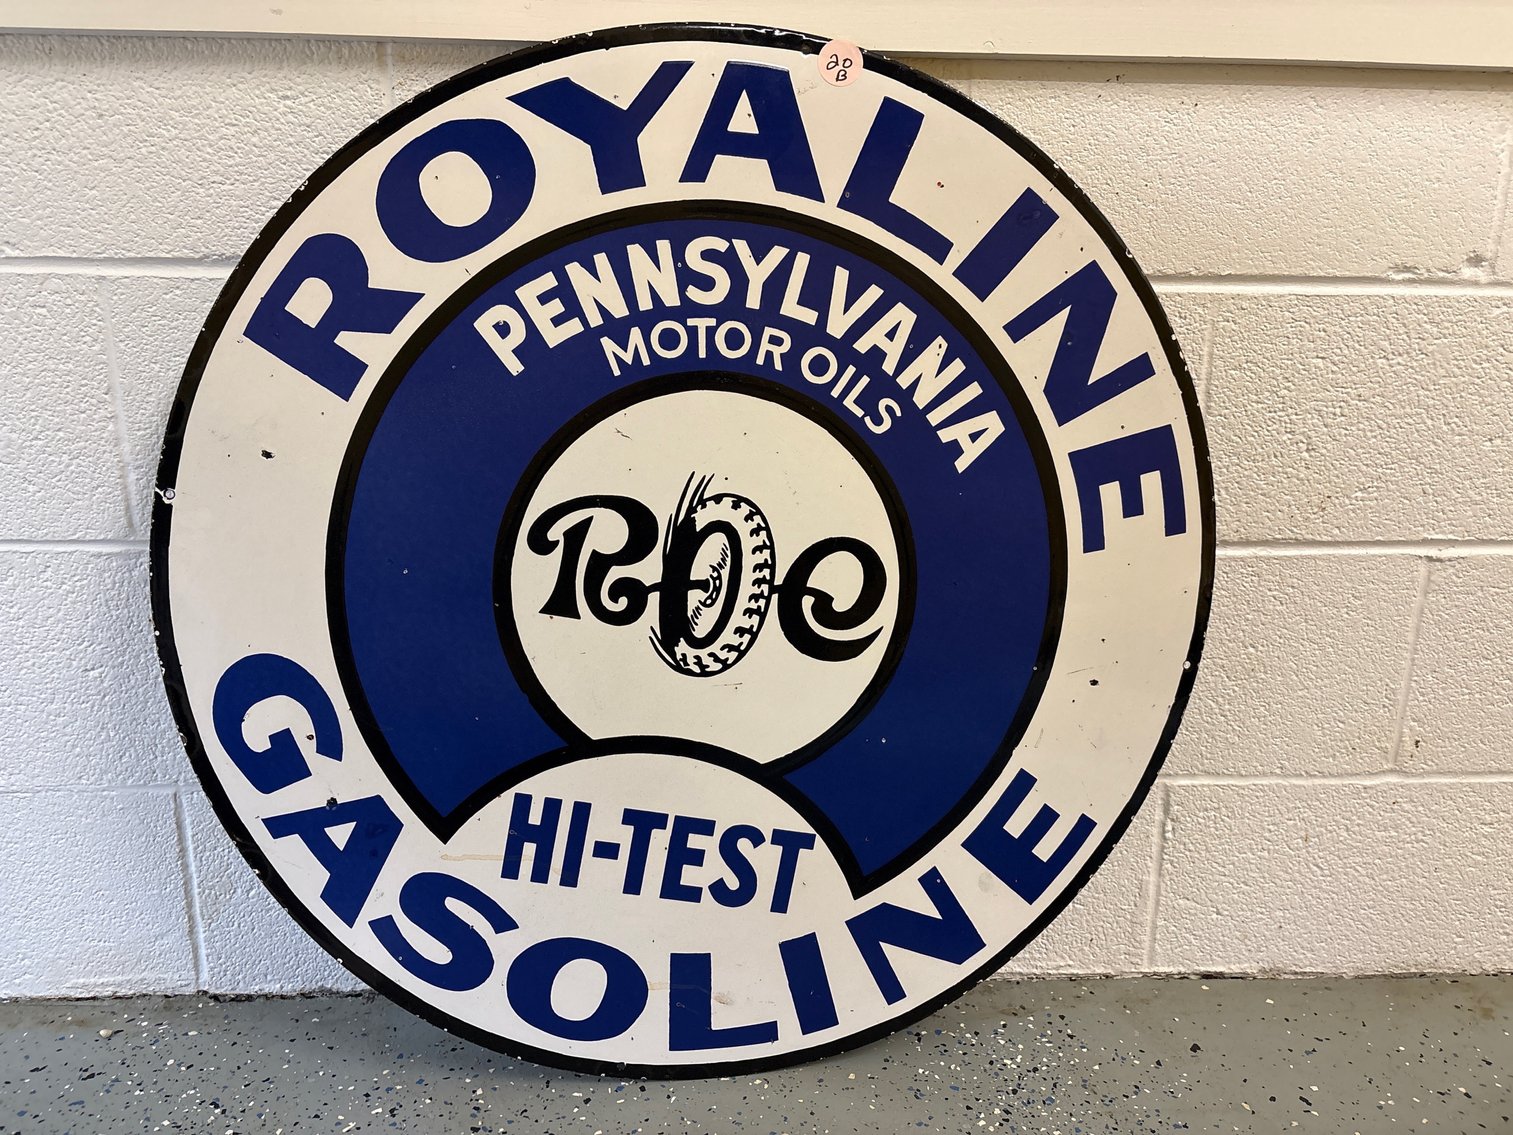 20
B
ROYALINE
PENNSYLVANIA
MOTOR OILS
ROC
HI-TEST
GASOLINE